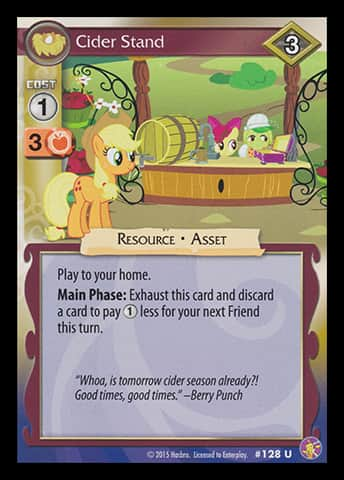 Cider Stand
3
COST
1
3
RESOURCE • ASSET
Play to your home.
Main Phase: Exhaust this card and discard
a card to pay 1 less for your next Friend
this turn.
"Whoa, is tomorrow cider season already?!
Good times, good times." –Berry Punch
© 2015 Hasbro. Licensed to Enterplay. #128 U